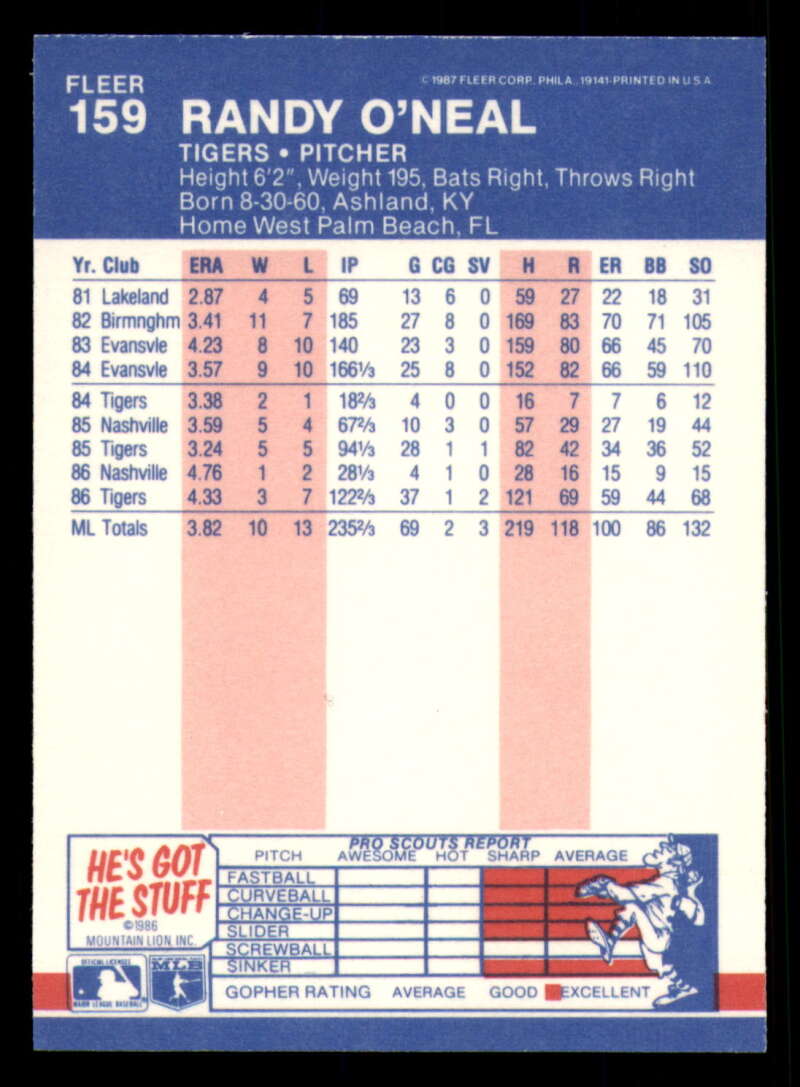 FLEER
© 1987 FLEER CORP. PHILA., 19141-PRINTED IN U.S.A.
159 RANDY O'NEAL
TIGERS • PITCHER
Height 6'2", Weight 195, Bats Right, Throws Right
Born 8-30-60, Ashland, KY
Home West Palm Beach, FL
Yr. Club ERA W L IP G CG SV H R ER BB SO
81 Lakeland 2.87 4 5 69 13 6 0 59 27 22 18 31
82 Birmnghm 3.41 11 7 185 27 8 0 169 83 70 71 105
83 Evansvle 4.23 8 10 140 23 3 0 159 80 66 45 70
84 Evansvle 3.57 9 10 166⅓ 25 8 0 152 82 66 59 110
84 Tigers 3.38 2 1 18⅔ 4 0 0 16 7 7 6 12
85 Nashville 3.59 5 4 67⅔ 10 3 0 57 29 27 19 44
85 Tigers 3.24 5 5 94⅓ 28 1 1 82 42 34 36 52
86 Nashville 4.76 1 2 28⅓ 4 1 0 28 16 15 9 15
86 Tigers 4.33 3 7 122⅔ 37 1 2 121 69 59 44 68
ML Totals 3.82 10 13 235⅔ 69 2 3 219 118 100 86 132
HE'S GOT
THE STUFF
©1986
MOUNTAIN LION INC.
OFFICIAL LICENSEE
MAJOR LEAGUE BASEBALL
MLB
PRO SCOUTS REPORT
PITCH AWESOME HOT SHARP AVERAGE
FASTBALL
CURVEBALL
CHANGE-UP
SLIDER
SCREWBALL
SINKER
GOPHER RATING AVERAGE GOOD EXCELLENT